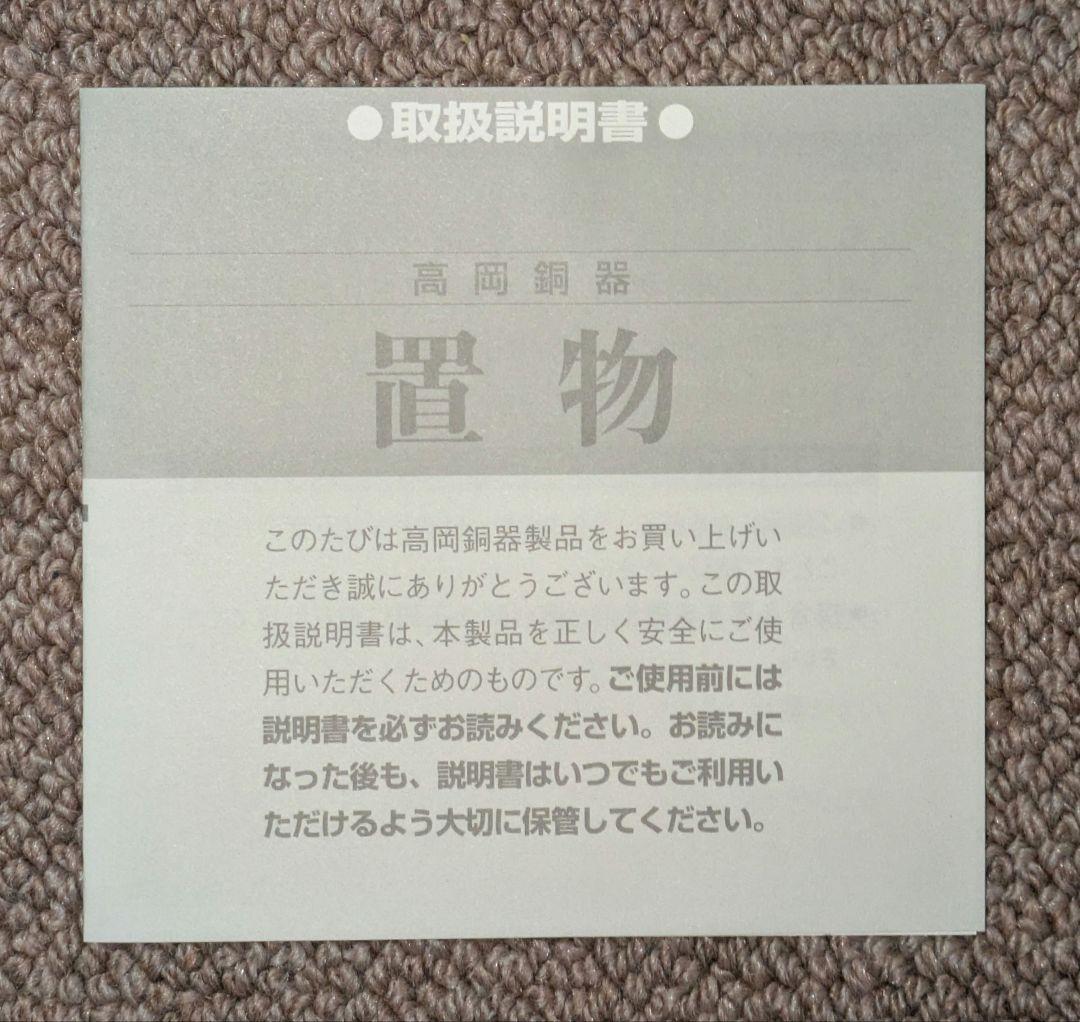 ●取扱説明書●
高岡銅器
置物
このたびは高岡銅器製品をお買い上げい
ただき誠にありがとうございます。この取
扱説明書は、本製品を正しく安全にご使
用いただくためのものです。ご使用前には
説明書を必ずお読みください。お読みに
なった後も、説明書はいつでもご利用い
ただけるよう大切に保管してください。